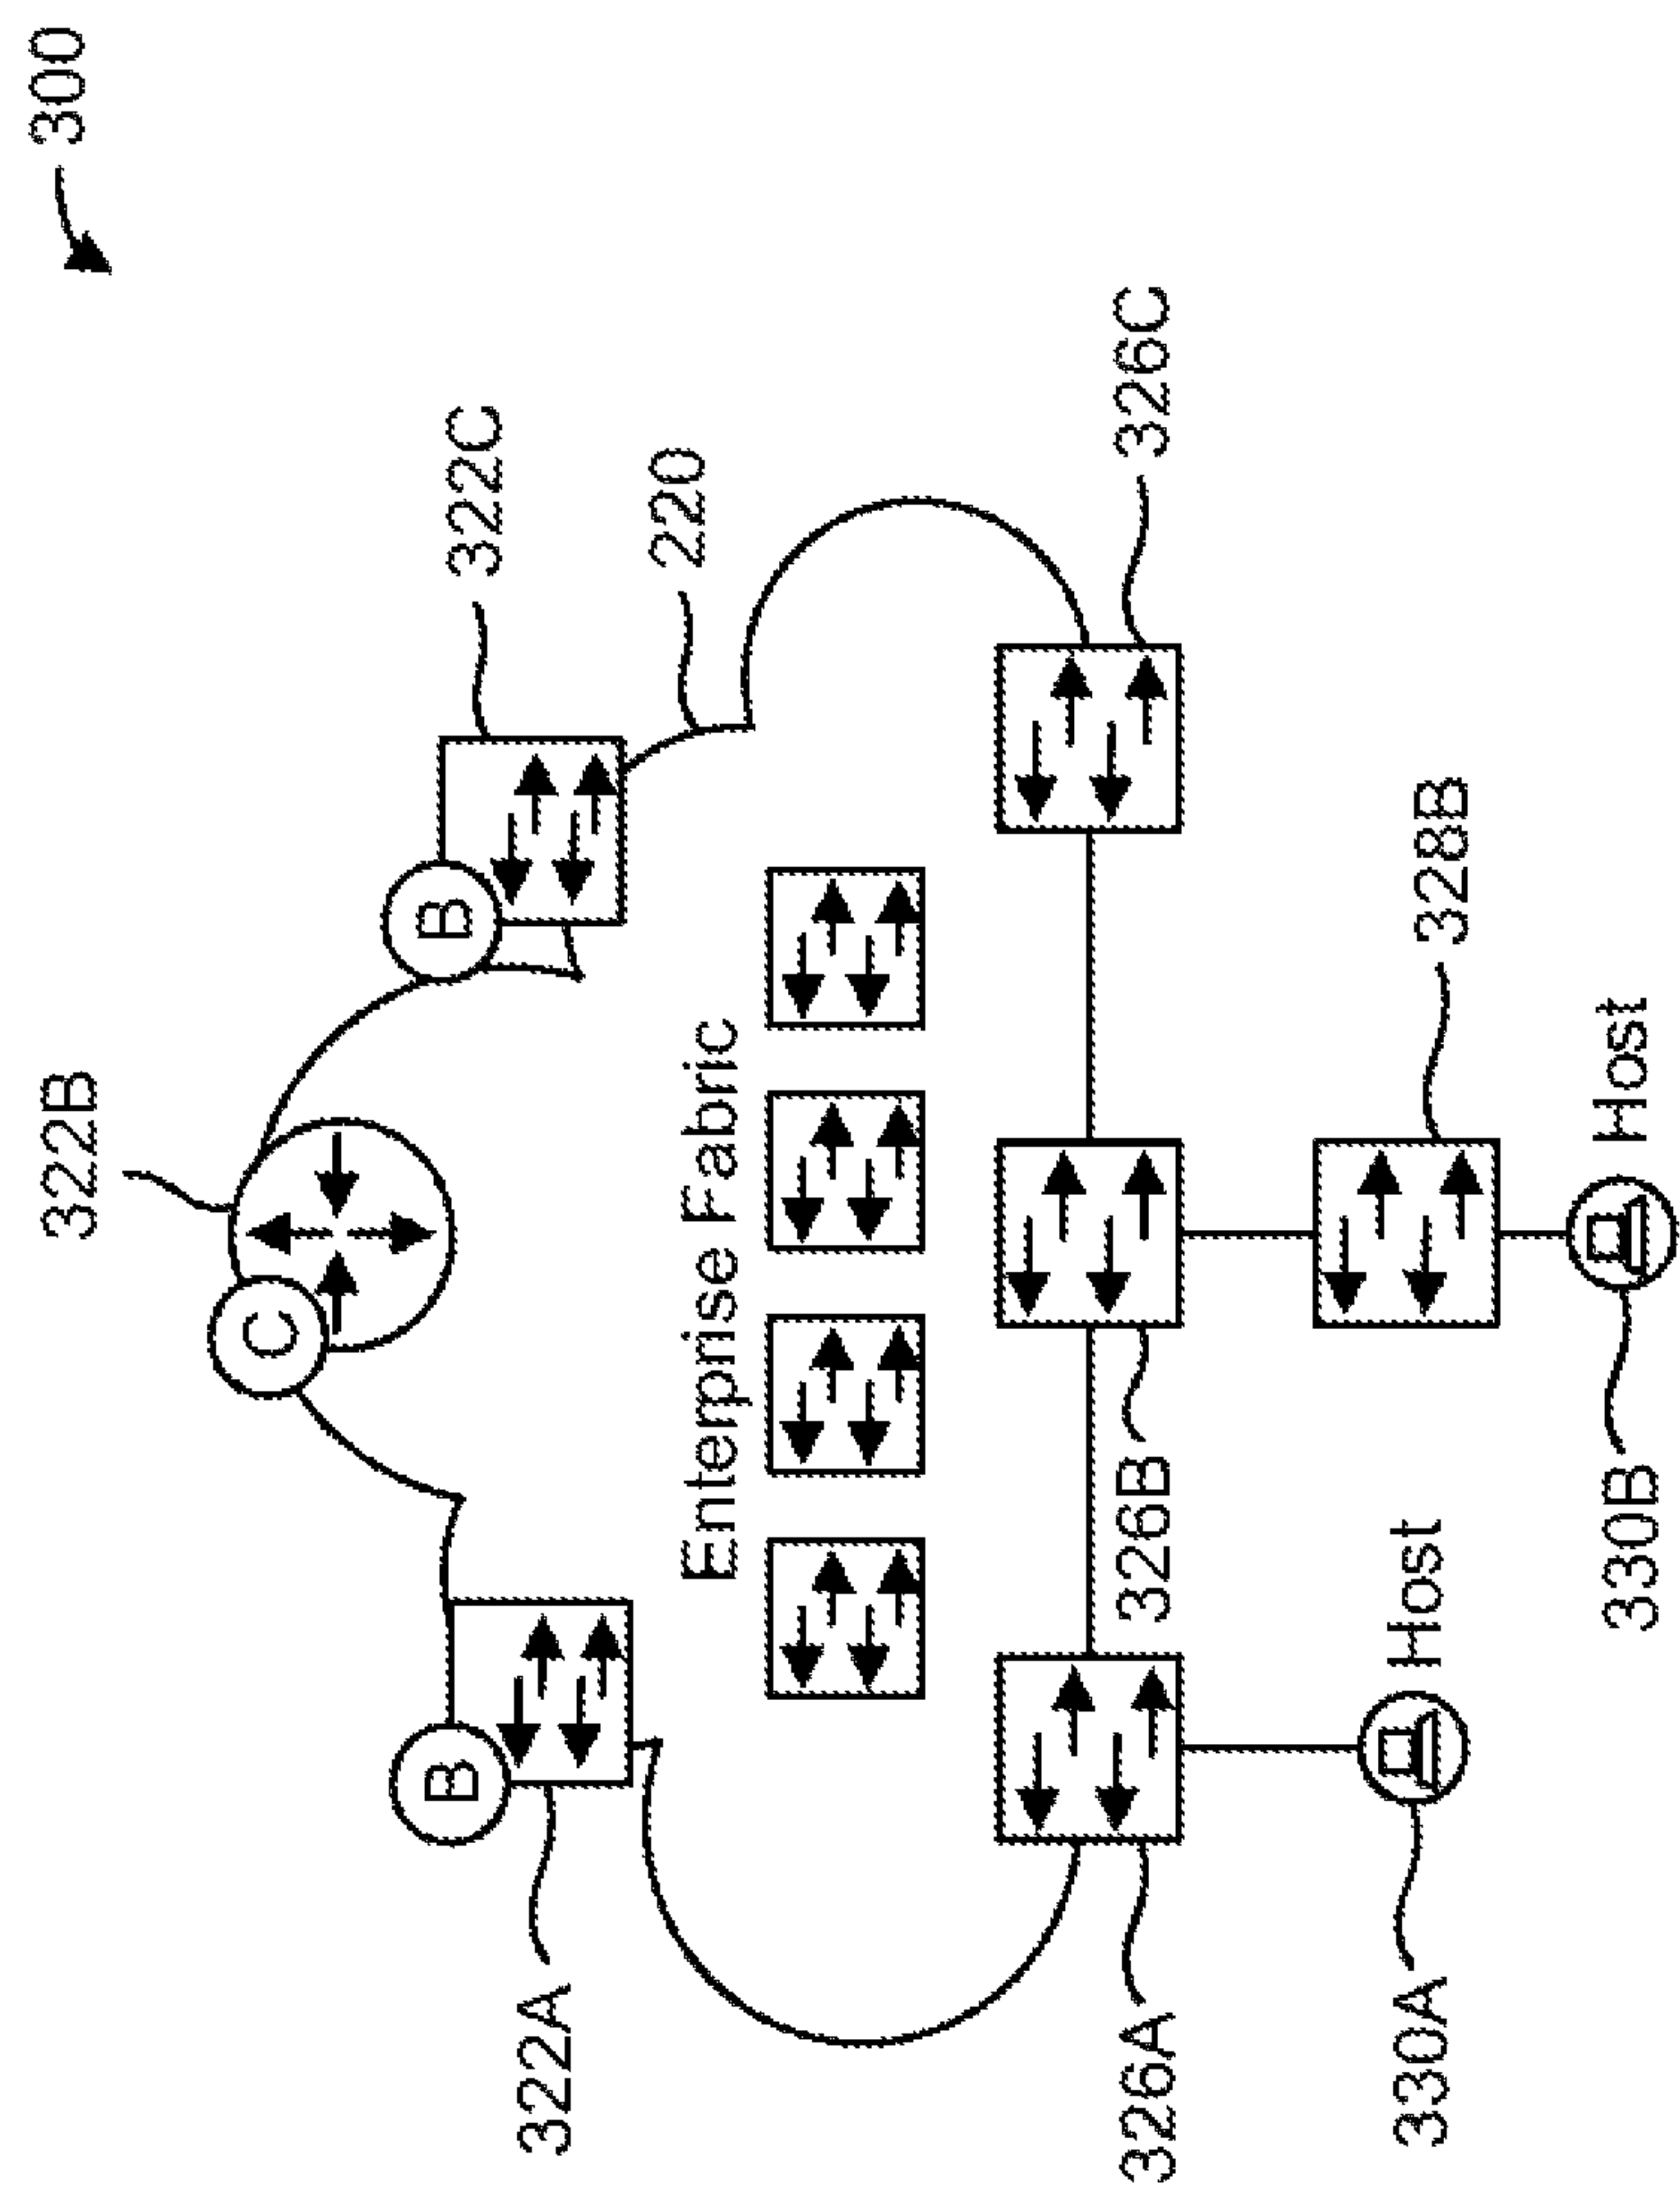 300
322B
C
322C
B
322A
B
220
Enterprise Fabric
326A
326B
326C
328B
330A
Host
330B
Host